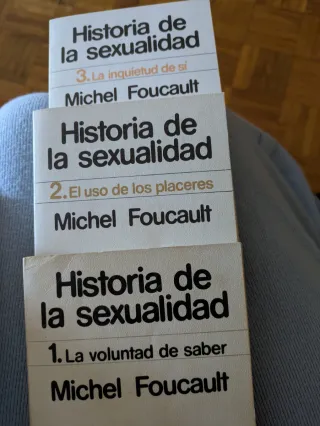 Historia de
la sexualidad
3. La inquietud de sí
Michel Foucault
Historia de
la sexualidad
2. El uso de los placeres
Michel Foucault
Historia de
la sexualidad
1. La voluntad de saber
Michel Foucault